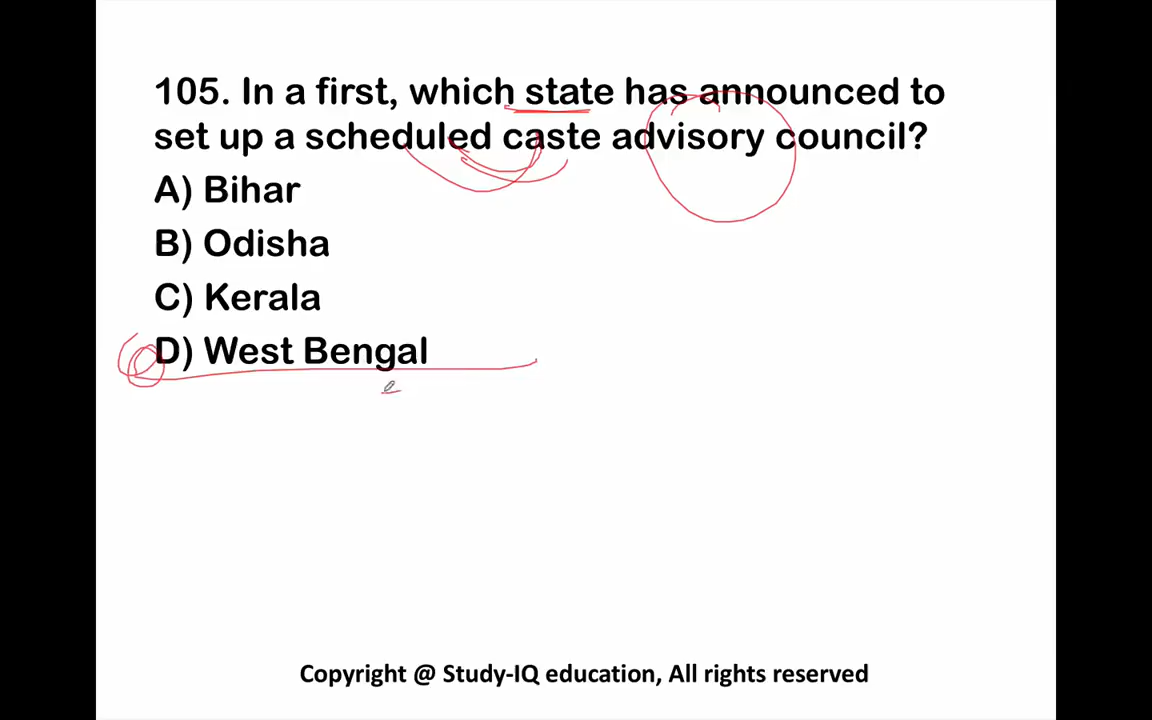 105. In a first, which state has announced to
set up a scheduled caste advisory council?
A) Bihar
B) Odisha
C) Kerala
D) West Bengal
Copyright @ Study-IQ education, All rights reserved